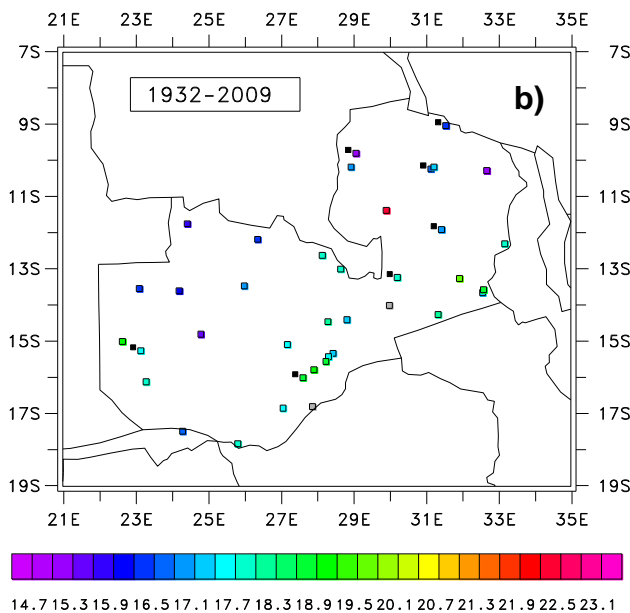 21E 23E 25E 27E 29E 31E 33E 35E
7S 7S
1932-2009 b)
9S 9S
11S 11S
13S 13S
15S 15S
17S 17S
19S 19S
21E 23E 25E 27E 29E 31E 33E 35E
14.7 15.3 15.9 16.5 17.1 17.7 18.3 18.9 19.5 20.1 20.7 21.3 21.9 22.5 23.1